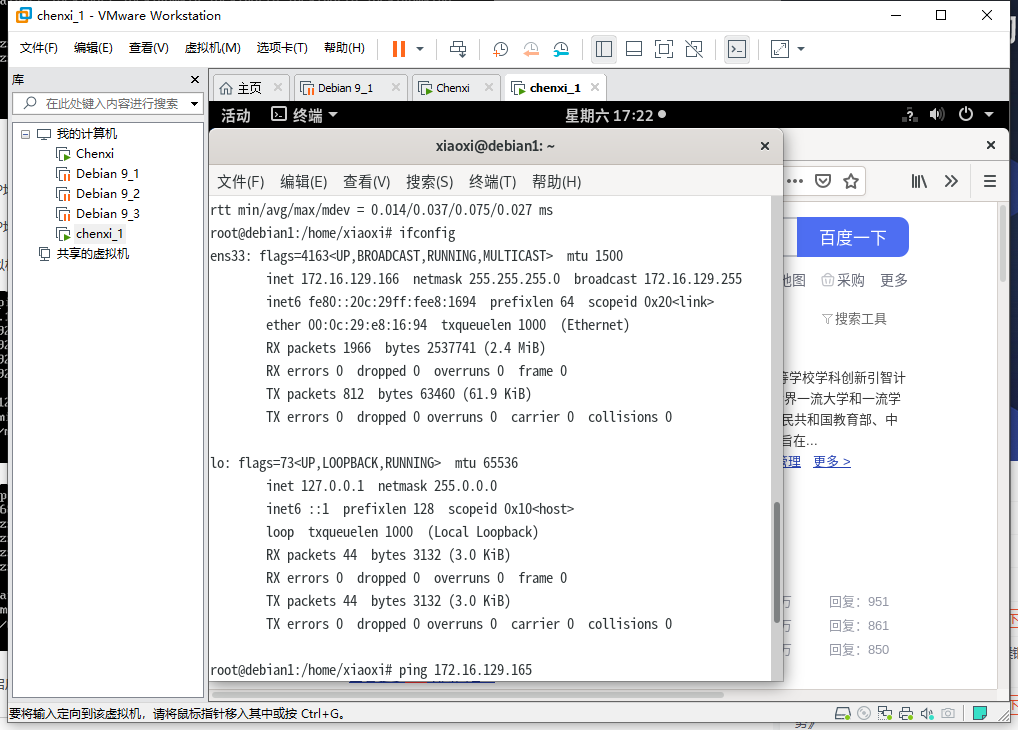 chenxi_1 - VMware Workstation
文件(F) 编辑(E) 查看(V) 虚拟机(M) 选项卡(T) 帮助(H)
库
在此处键入内容进行搜索
我的计算机
Chenxi
Debian 9_1
Debian 9_2
Debian 9_3
chenxi_1
共享的虚拟机
主页 Debian 9_1 Chenxi chenxi_1
活动 终端 星期六 17:22
xiaoxi@debian1: ~
文件(F) 编辑(E) 查看(V) 搜索(S) 终端(T) 帮助(H)
rtt min/avg/max/mdev = 0.014/0.037/0.075/0.027 ms
root@debian1:/home/xiaoxi# ifconfig
ens33: flags=4163<UP,BROADCAST,RUNNING,MULTICAST> mtu 1500
inet 172.16.129.166 netmask 255.255.255.0 broadcast 172.16.129.255
inet6 fe80::20c:29ff:fee8:1694 prefixlen 64 scopeid 0x20<link>
ether 00:0c:29:e8:16:94 txqueuelen 1000 (Ethernet)
RX packets 1966 bytes 2537741 (2.4 MiB)
RX errors 0 dropped 0 overruns 0 frame 0
TX packets 812 bytes 63460 (61.9 KiB)
TX errors 0 dropped 0 overruns 0 carrier 0 collisions 0
lo: flags=73<UP,LOOPBACK,RUNNING> mtu 65536
inet 127.0.0.1 netmask 255.0.0.0
inet6 ::1 prefixlen 128 scopeid 0x10<host>
loop txqueuelen 1000 (Local Loopback)
RX packets 44 bytes 3132 (3.0 KiB)
RX errors 0 dropped 0 overruns 0 frame 0
TX packets 44 bytes 3132 (3.0 KiB)
TX errors 0 dropped 0 overruns 0 carrier 0 collisions 0
root@debian1:/home/xiaoxi# ping 172.16.129.165
百度一下
地图 采购 更多
搜索工具
等学校学科创新引智计
界一流大学和一流学
民共和国教育部、中
旨在...
管理 更多 >
万 回复：951
万 回复：861
万 回复：850
要将输入定向到该虚拟机，请将鼠标指针移入其中或按 Ctrl+G。